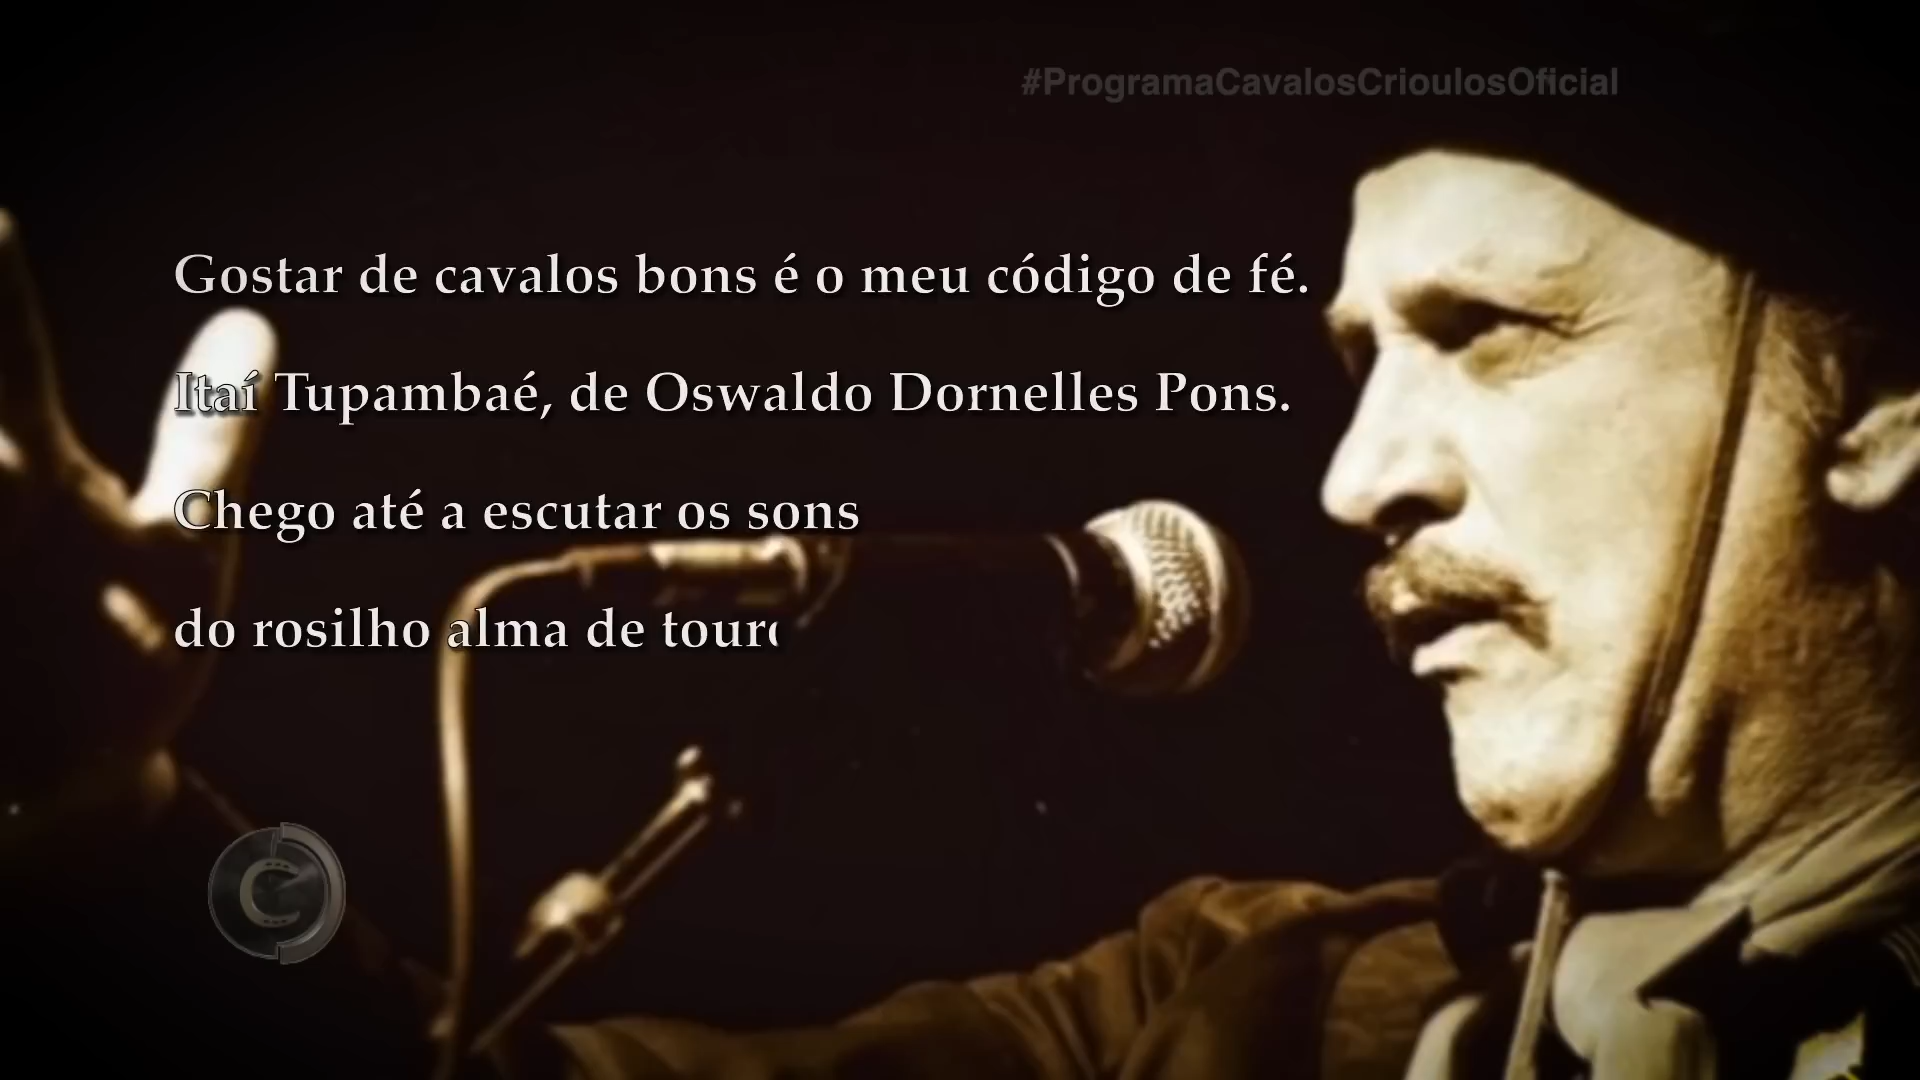 #ProgramaCavalosCrioulosOficial
Gostar de cavalos bons é o meu código de fé.
Itaí Tupambaé, de Oswaldo Dornelles Pons.
Chego até a escutar os sons
do rosilho alma de touro